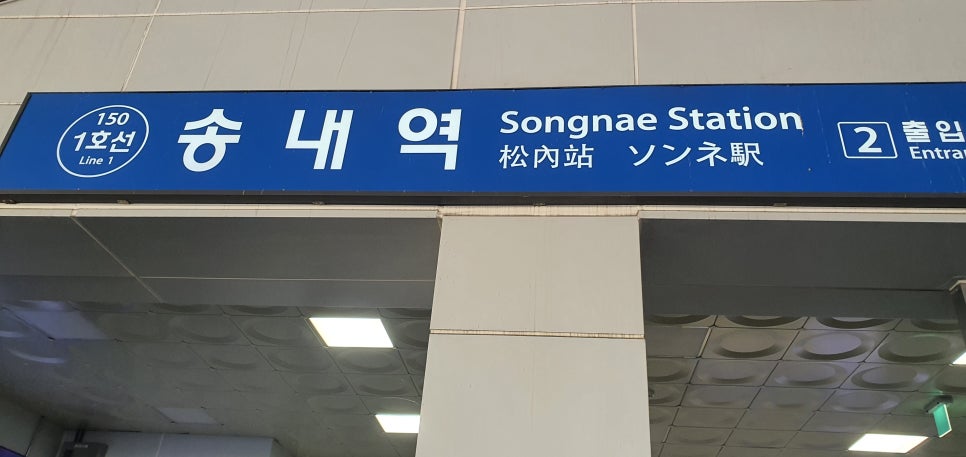 150
1호선
Line 1
송내역
Songnae Station
松內站 ソンネ駅
2
출입
Entran